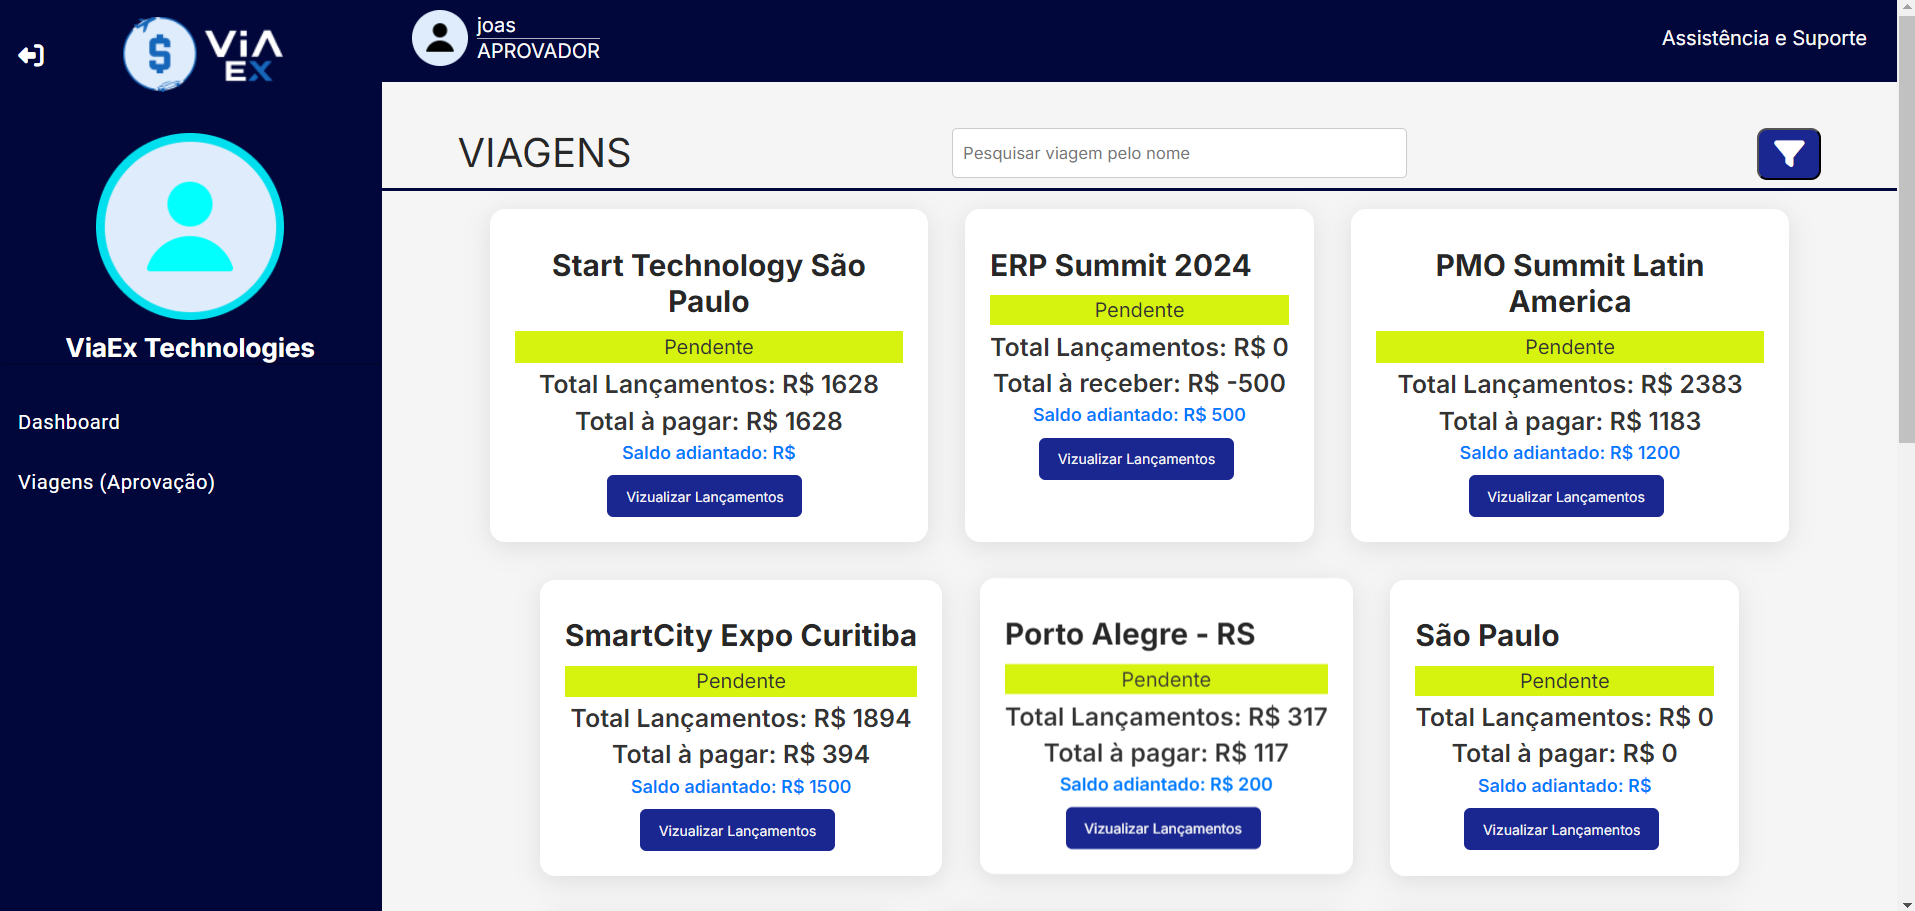 ViA
EX
joas
APROVADOR
Assistência e Suporte
ViaEx Technologies
Dashboard
Viagens (Aprovação)
VIAGENS
Pesquisar viagem pelo nome
Start Technology São
Paulo
Pendente
Total Lançamentos: R$ 1628
Total à pagar: R$ 1628
Saldo adiantado: R$
Vizualizar Lançamentos
ERP Summit 2024
Pendente
Total Lançamentos: R$ 0
Total à receber: R$ -500
Saldo adiantado: R$ 500
Vizualizar Lançamentos
PMO Summit Latin
America
Pendente
Total Lançamentos: R$ 2383
Total à pagar: R$ 1183
Saldo adiantado: R$ 1200
Vizualizar Lançamentos
SmartCity Expo Curitiba
Pendente
Total Lançamentos: R$ 1894
Total à pagar: R$ 394
Saldo adiantado: R$ 1500
Vizualizar Lançamentos
Porto Alegre - RS
Pendente
Total Lançamentos: R$ 317
Total à pagar: R$ 117
Saldo adiantado: R$ 200
Vizualizar Lançamentos
São Paulo
Pendente
Total Lançamentos: R$ 0
Total à pagar: R$ 0
Saldo adiantado: R$
Vizualizar Lançamentos